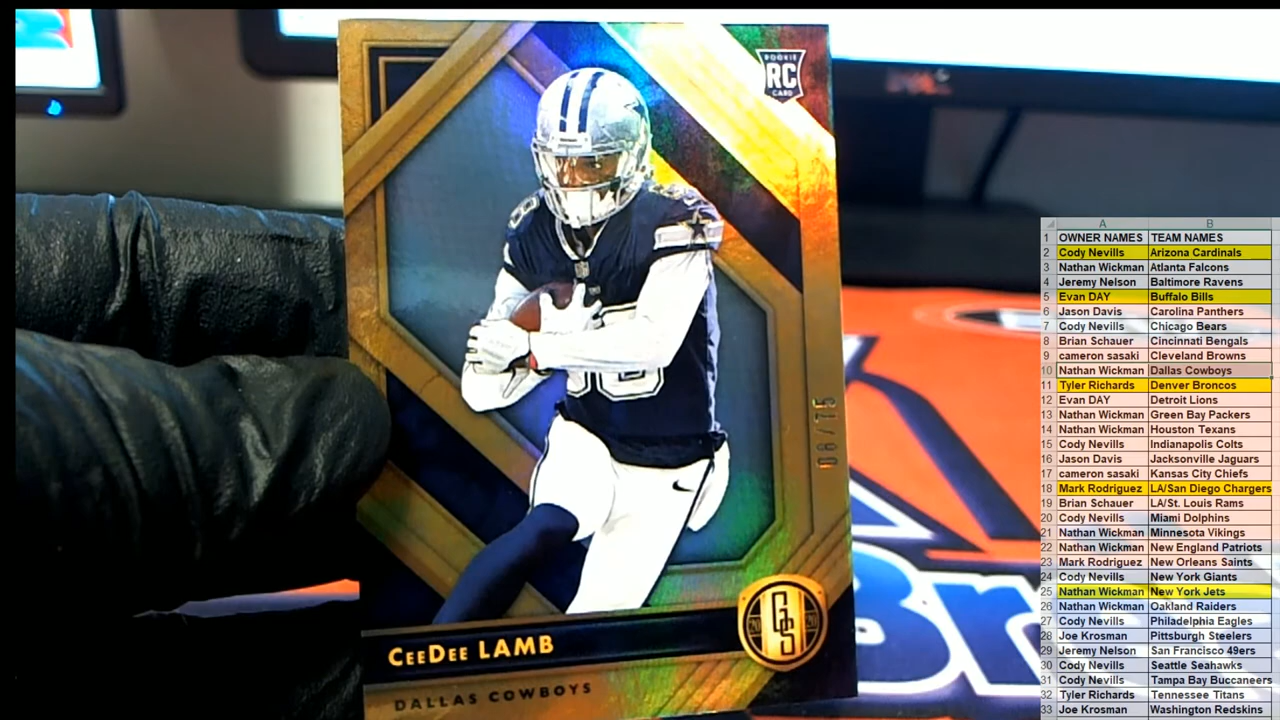 ROOKIE
RC
CARD
8
88
08/75
20 GS 20
CEEDEE LAMB
DALLAS COWBOYS
A B
1 OWNER NAMES TEAM NAMES
2 Cody Nevills Arizona Cardinals
3 Nathan Wickman Atlanta Falcons
4 Jeremy Nelson Baltimore Ravens
5 Evan DAY Buffalo Bills
6 Jason Davis Carolina Panthers
7 Cody Nevills Chicago Bears
8 Brian Schauer Cincinnati Bengals
9 cameron sasaki Cleveland Browns
10 Nathan Wickman Dallas Cowboys
11 Tyler Richards Denver Broncos
12 Evan DAY Detroit Lions
13 Nathan Wickman Green Bay Packers
14 Nathan Wickman Houston Texans
15 Cody Nevills Indianapolis Colts
16 Jason Davis Jacksonville Jaguars
17 cameron sasaki Kansas City Chiefs
18 Mark Rodriguez LA/San Diego Chargers
19 Brian Schauer LA/St. Louis Rams
20 Cody Nevills Miami Dolphins
21 Nathan Wickman Minnesota Vikings
22 Nathan Wickman New England Patriots
23 Mark Rodriguez New Orleans Saints
24 Cody Nevills New York Giants
25 Nathan Wickman New York Jets
26 Nathan Wickman Oakland Raiders
27 Cody Nevills Philadelphia Eagles
28 Joe Krosman Pittsburgh Steelers
29 Jeremy Nelson San Francisco 49ers
30 Cody Nevills Seattle Seahawks
31 Cody Nevills Tampa Bay Buccaneers
32 Tyler Richards Tennessee Titans
33 Joe Krosman Washington Redskins